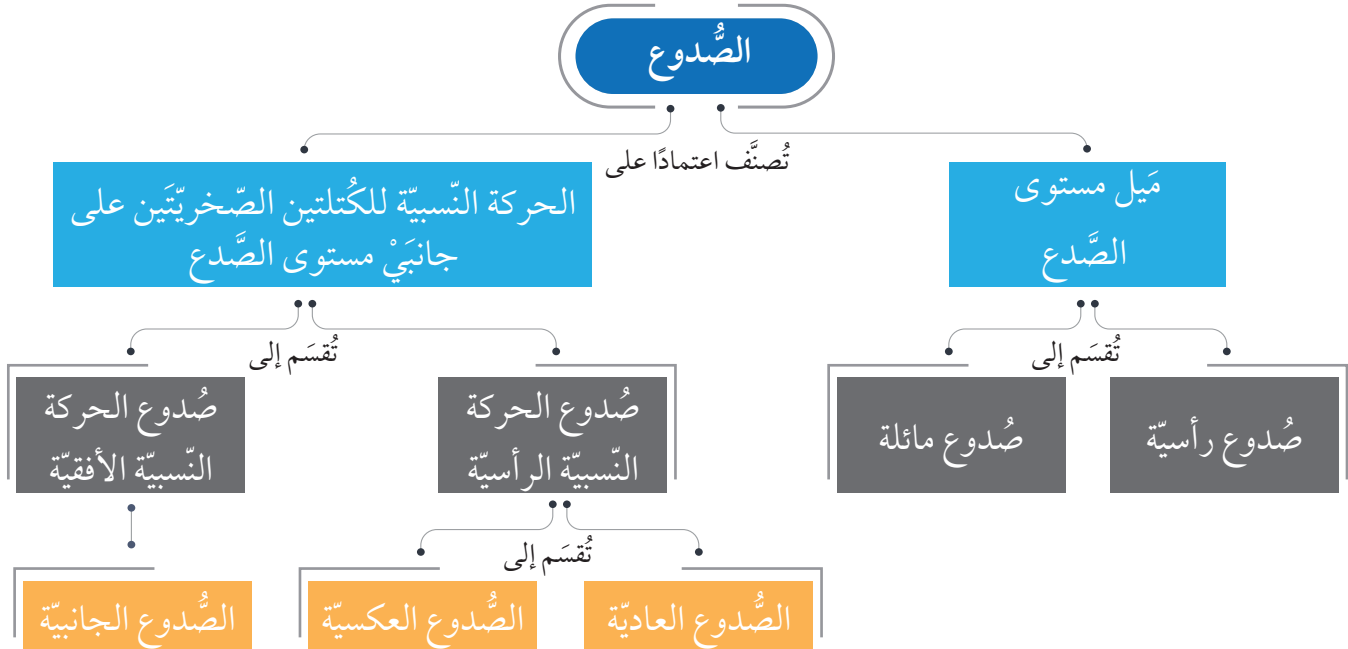 الصُّدوع
تُصنَّف اعتمادًا على
مَيل مستوى
الصَّدع
الحركة النّسبيّة للكُتلتين الصّخريّتَين على
جانبَيْ مستوى الصَّدع
تُقسَم إلى
تُقسَم إلى
صُدوع رأسيّة
صُدوع مائلة
صُدوع الحركة
النّسبيّة الرأسيّة
صُدوع الحركة
النّسبيّة الأفقيّة
تُقسَم إلى
الصُّدوع العاديّة
الصُّدوع العكسيّة
الصُّدوع الجانبيّة